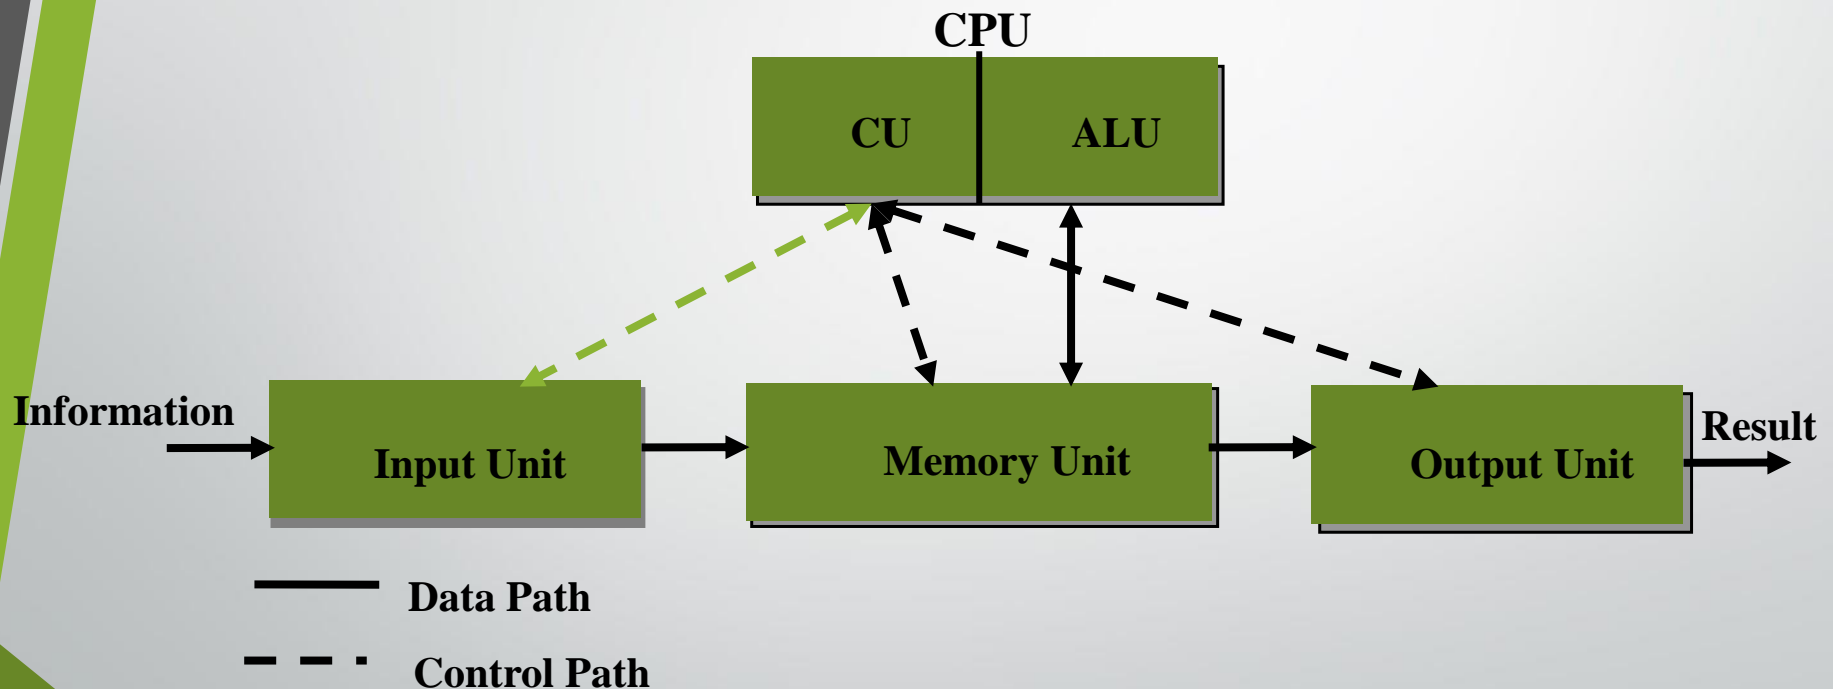 CPU
CU ALU
Information
Input Unit
Memory Unit
Output Unit
Result
Data Path
Control Path